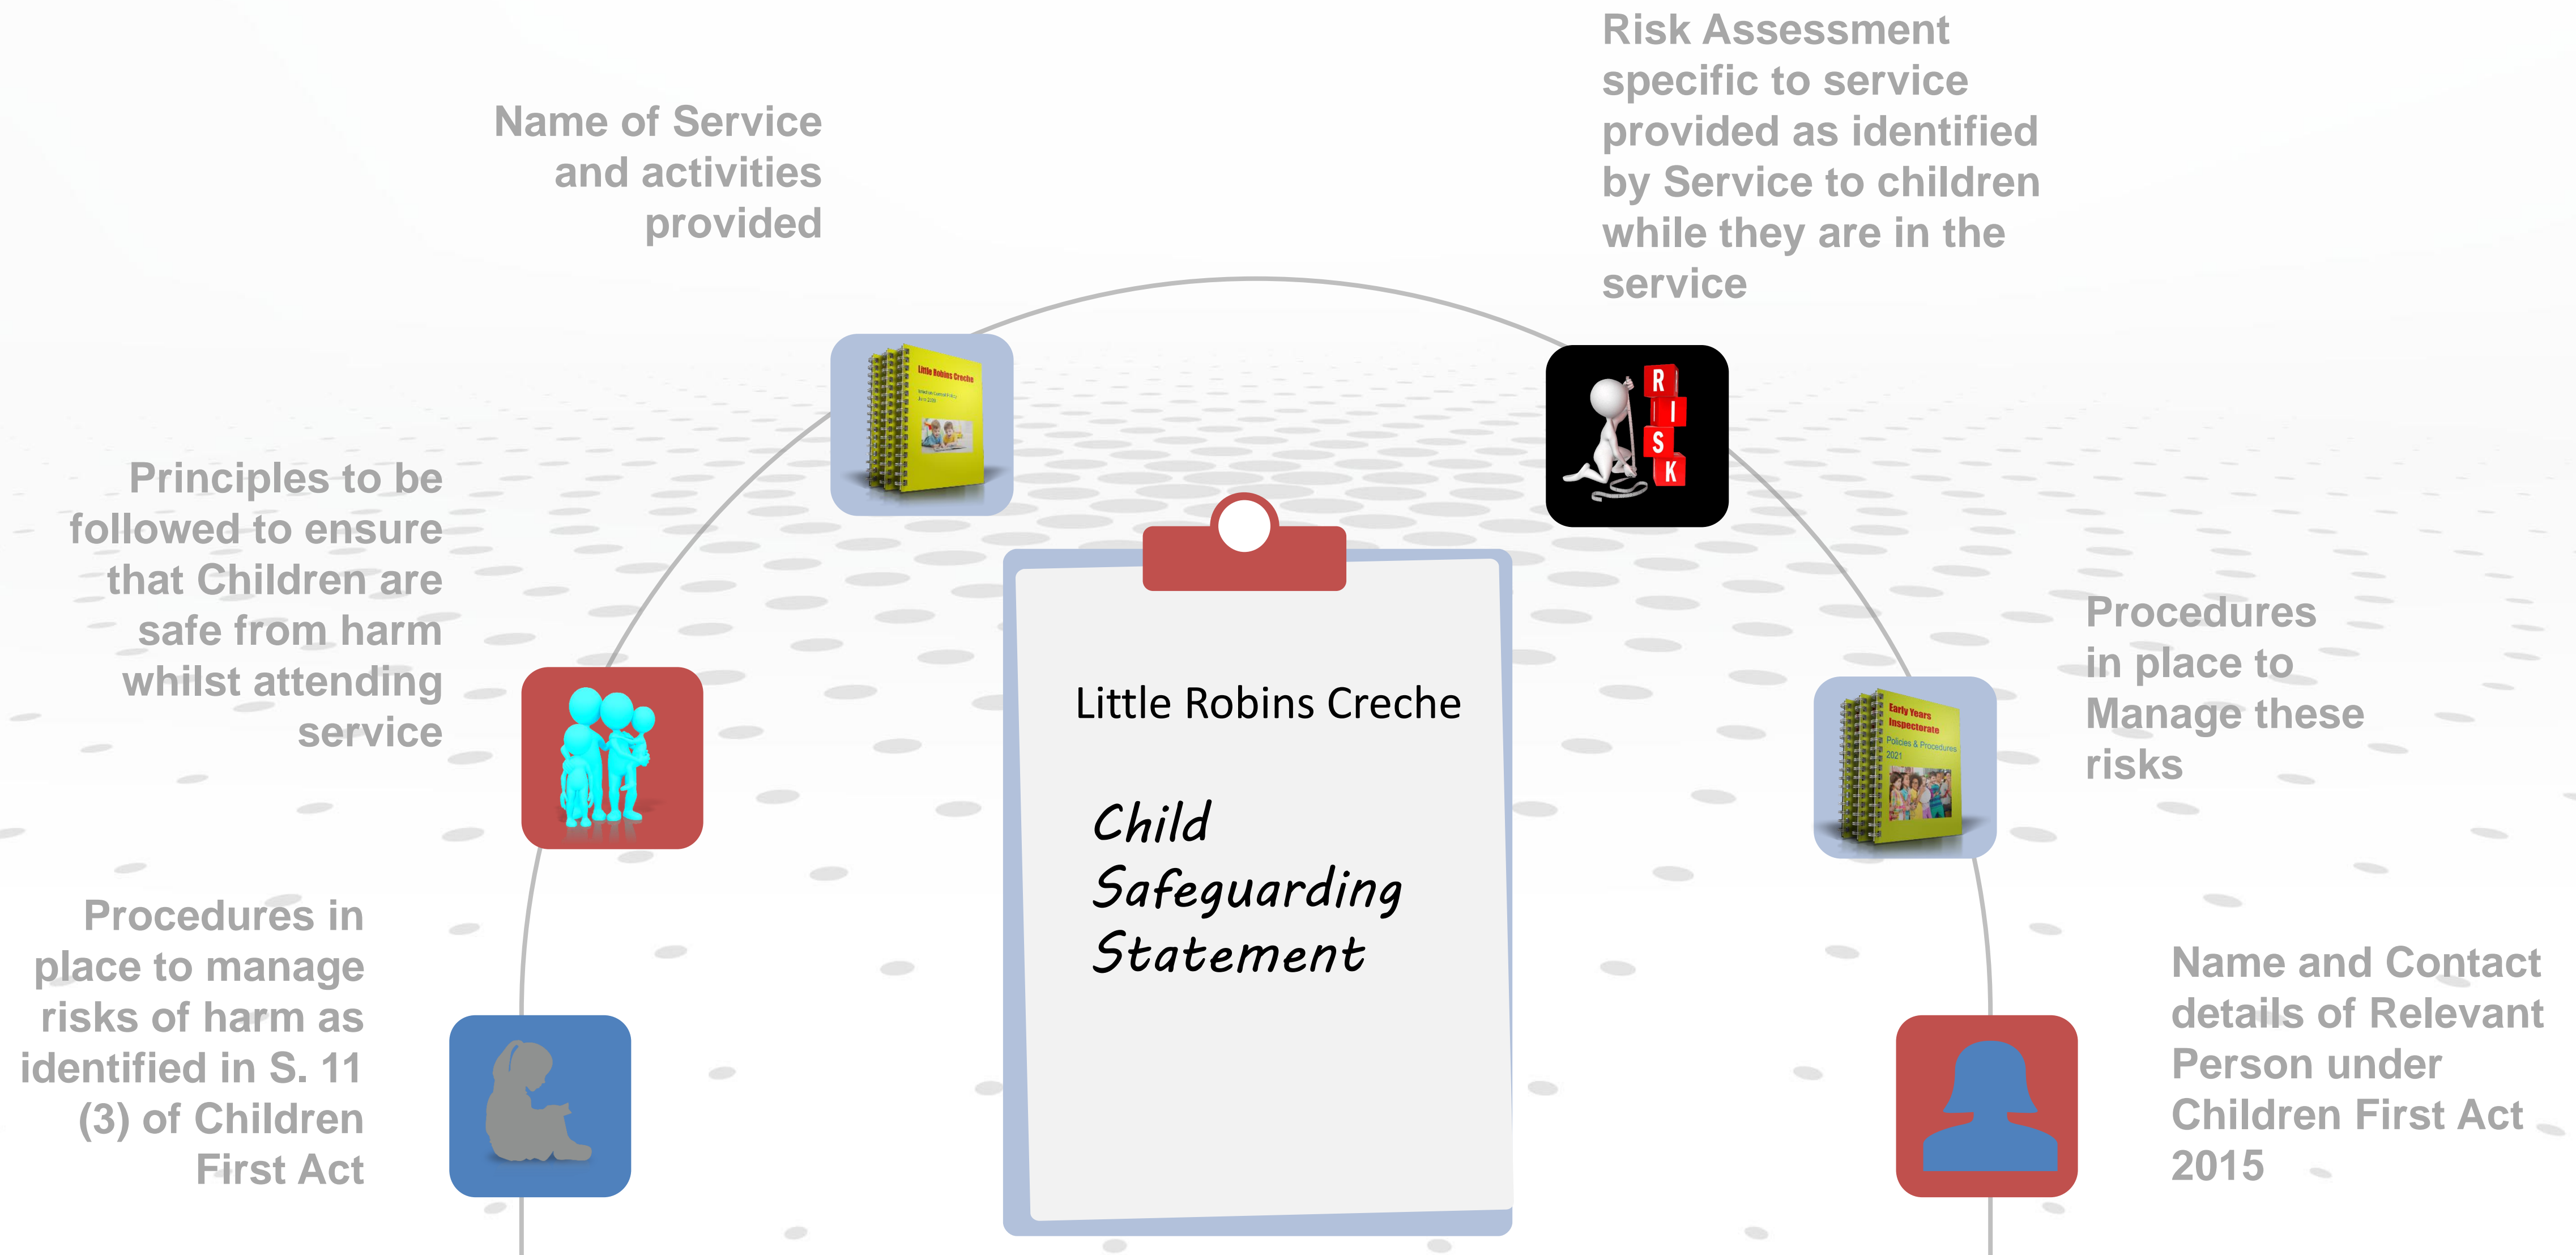 Name of Service
and activities
provided
Risk Assessment
specific to service
provided as identified
by Service to children
while they are in the
service
Principles to be
followed to ensure
that Children are
safe from harm
whilst attending
service
Procedures in
place to manage
risks of harm as
identified in S. 11
(3) of Children
First Act
Little Robins Creche
R
I
S
K
Little Robins Creche
Child
Safeguarding
Statement
Early Years
Inspectorate
Policies & Procedures
2021
Procedures
in place to
Manage these
risks
Name and Contact
details of Relevant
Person under
Children First Act
2015